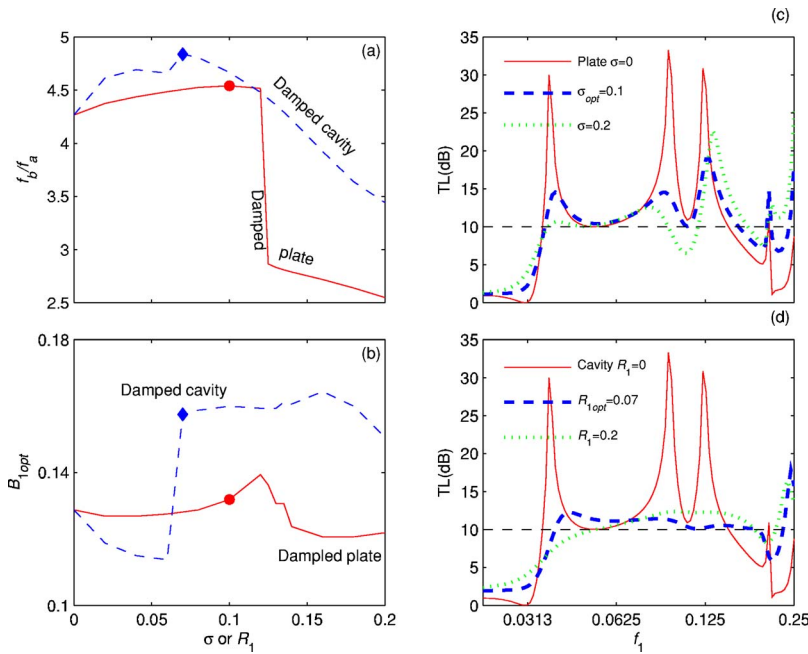 (a)
5
4.5
4
3.5
3
2.5
f_b/f_a
Damped cavity
Damped
plate
(b)
0.18
0.14
0.1
B_1opt
Damped cavity
Dampled plate
0
0.05
0.1
0.15
0.2
σ or R_1
(c)
35
30
25
20
15
10
5
0
TL(dB)
Plate σ=0
σ_opt=0.1
σ=0.2
(d)
35
30
25
20
15
10
5
0
TL(dB)
Cavity R_1=0
R_1opt=0.07
R_1=0.2
0.0313
0.0625
0.125
0.25
f_1